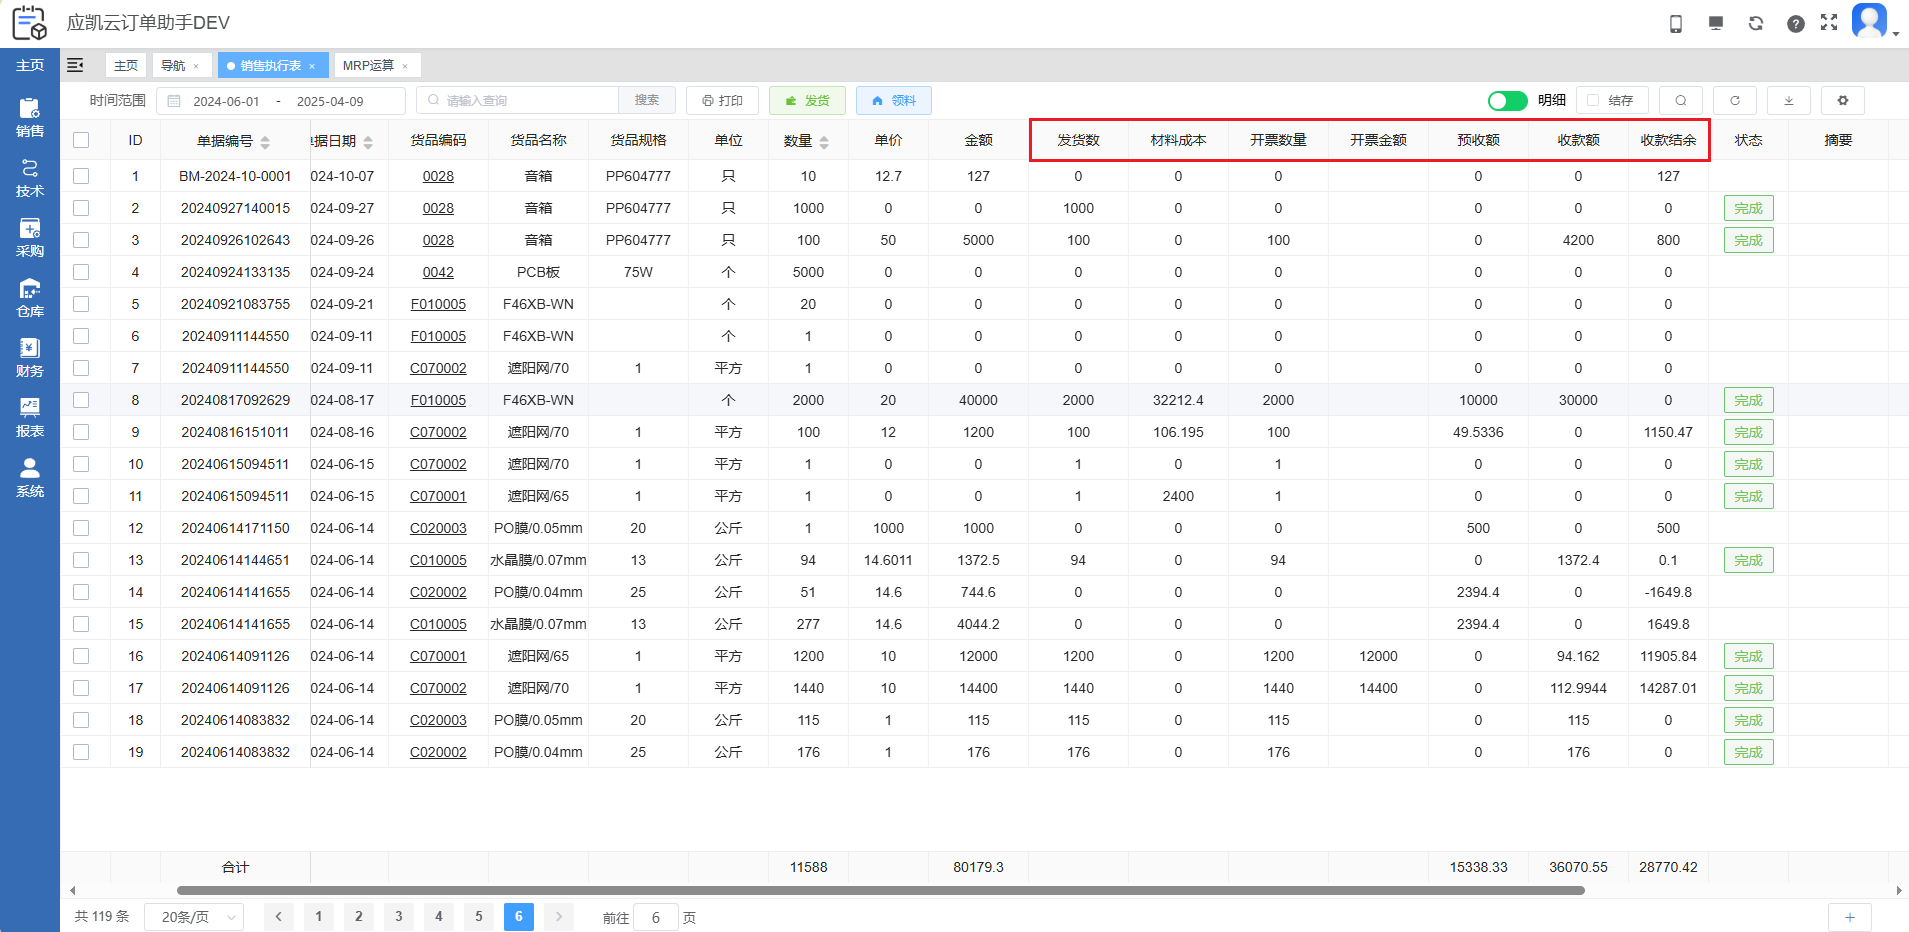 应凯云订单助手DEV
主页 主页 导航 × 销售执行表 × MRP运算 ×
时间范围 2024-06-01 - 2025-04-09 请输入查询 搜索 打印 发货 领料 明细 结存
销售
技术
采购
仓库
财务
报表
系统
ID 单据编号 据日期 货品编码 货品名称 货品规格 单位 数量 单价 金额 发货数 材料成本 开票数量 开票金额 预收额 收款额 收款结余 状态 摘要
1 BM-2024-10-0001 024-10-07 0028 音箱 PP604777 只 10 12.7 127 0 0 0 0 0 127
2 20240927140015 024-09-27 0028 音箱 PP604777 只 1000 0 0 1000 0 0 0 0 0 完成
3 20240926102643 024-09-26 0028 音箱 PP604777 只 100 50 5000 100 0 100 0 4200 800 完成
4 20240924133135 024-09-24 0042 PCB板 75W 个 5000 0 0 0 0 0 0 0 0
5 20240921083755 024-09-21 F010005 F46XB-WN 个 20 0 0 0 0 0 0 0 0
6 20240911144550 024-09-11 F010005 F46XB-WN 个 1 0 0 0 0 0 0 0 0
7 20240911144550 024-09-11 C070002 遮阳网/70 1 平方 1 0 0 0 0 0 0 0 0
8 20240817092629 024-08-17 F010005 F46XB-WN 个 2000 20 40000 2000 32212.4 2000 10000 30000 0 完成
9 20240816151011 024-08-16 C070002 遮阳网/70 1 平方 100 12 1200 100 106.195 100 49.5336 0 1150.47 完成
10 20240615094511 024-06-15 C070002 遮阳网/70 1 平方 1 0 0 1 0 1 0 0 0 完成
11 20240615094511 024-06-15 C070001 遮阳网/65 1 平方 1 0 0 1 2400 1 0 0 0 完成
12 20240614171150 024-06-14 C020003 PO膜/0.05mm 20 公斤 1 1000 1000 0 0 0 500 0 500
13 20240614144651 024-06-14 C010005 水晶膜/0.07mm 13 公斤 94 14.6011 1372.5 94 0 94 0 1372.4 0.1 完成
14 20240614141655 024-06-14 C020002 PO膜/0.04mm 25 公斤 51 14.6 744.6 0 0 0 2394.4 0 -1649.8
15 20240614141655 024-06-14 C010005 水晶膜/0.07mm 13 公斤 277 14.6 4044.2 0 0 0 2394.4 0 1649.8
16 20240614091126 024-06-14 C070001 遮阳网/65 1 平方 1200 10 12000 1200 0 1200 12000 0 94.162 11905.84 完成
17 20240614091126 024-06-14 C070002 遮阳网/70 1 平方 1440 10 14400 1440 0 1440 14400 0 112.9944 14287.01 完成
18 20240614083832 024-06-14 C020003 PO膜/0.05mm 20 公斤 115 1 115 115 0 115 0 115 0 完成
19 20240614083832 024-06-14 C020002 PO膜/0.04mm 25 公斤 176 1 176 176 0 176 0 176 0 完成
合计 11588 80179.3 15338.33 36070.55 28770.42
共 119 条 20条/页 1 2 3 4 5 6 前往 6 页